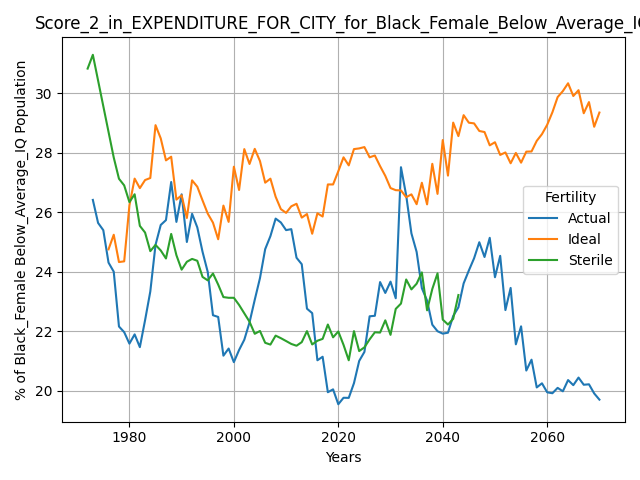 Score_2_in_EXPENDITURE_FOR_CITY_for_Black_Female_Below_Average_IQ
% of Black_Female Below_Average_IQ Population
30
28
26
24
22
20
Fertility
Actual
Ideal
Sterile
1980
2000
2020
2040
2060
Years